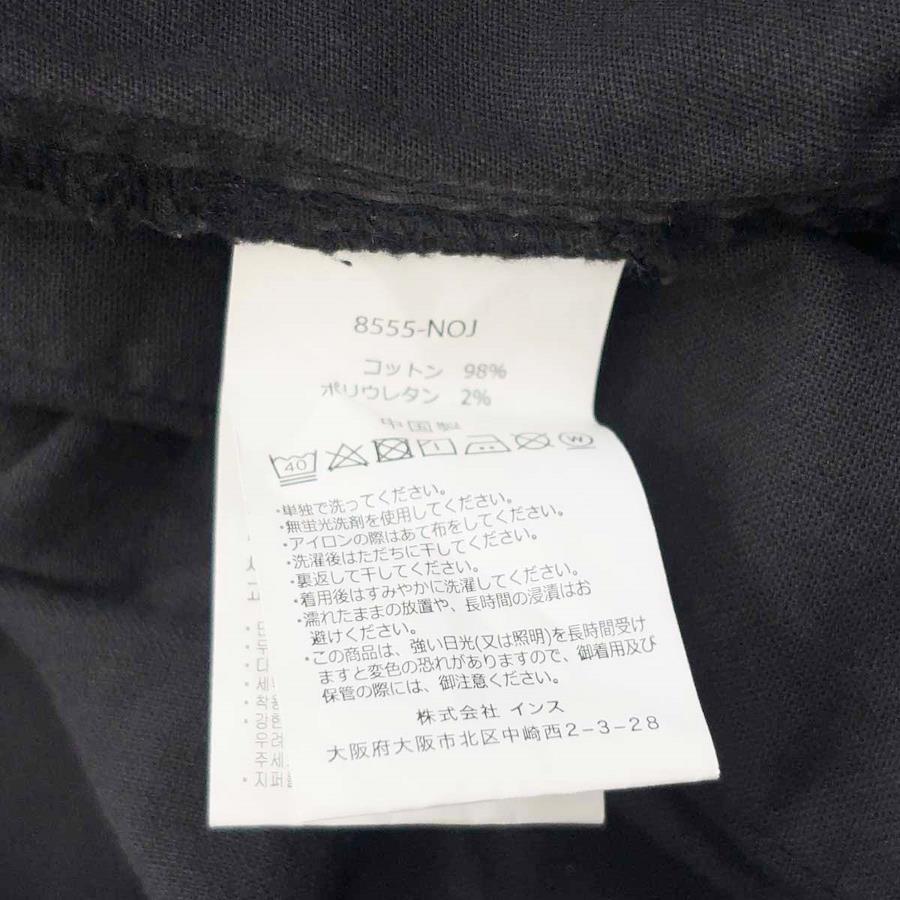 8555-NOJ
コットン 98%
ポリウレタン 2%
中国製
40 W
・単独で洗ってください。
・無蛍光洗剤を使用してください。
・アイロンの際はあて布をしてください。
・洗濯後はただちに干してください。
・裏返して干してください。
・着用後はすみやかに洗濯してください。
・濡れたままの放置や、長時間の浸漬はお
避けください。
・この商品は、強い日光(又は照明)を長時間受け
ますと変色の恐れがありますので、御着用及び
保管の際には、御注意ください。
株式会社 インス
大阪府大阪市北区中崎西2-3-28